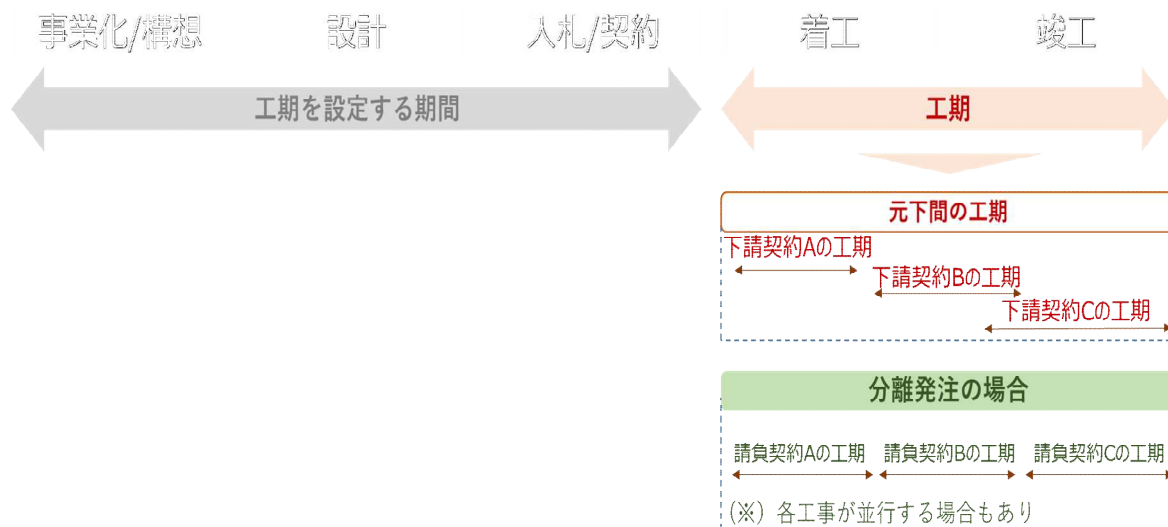 事業化/構想 設計 入札/契約 着工 竣工
工期を設定する期間 工期
元下間の工期
下請契約Aの工期
下請契約Bの工期
下請契約Cの工期
分離発注の場合
請負契約Aの工期 請負契約Bの工期 請負契約Cの工期
(※) 各工事が並行する場合もあり